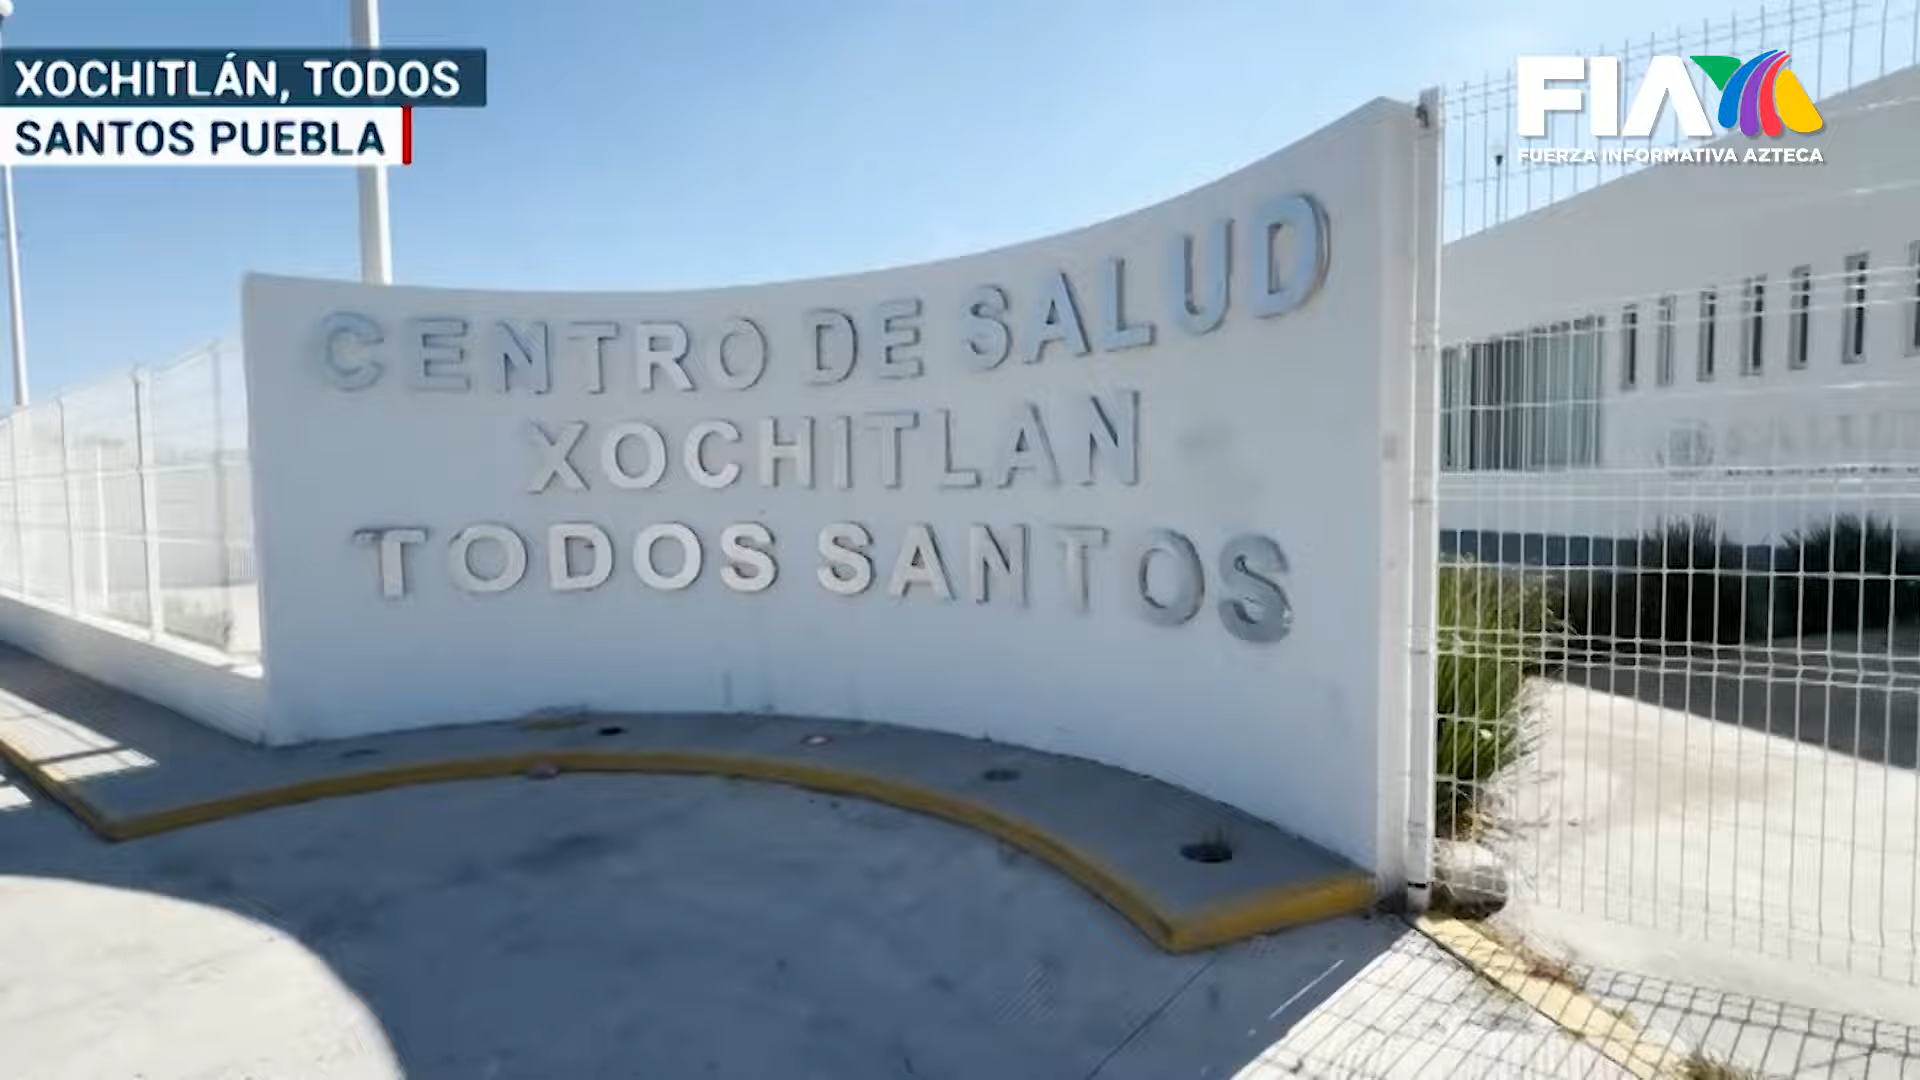 XOCHITLÁN, TODOS
SANTOS PUEBLA
FIA
FUERZA INFORMATIVA AZTECA
CENTRO DE SALUD
XOCHITLAN
TODOS SANTOS